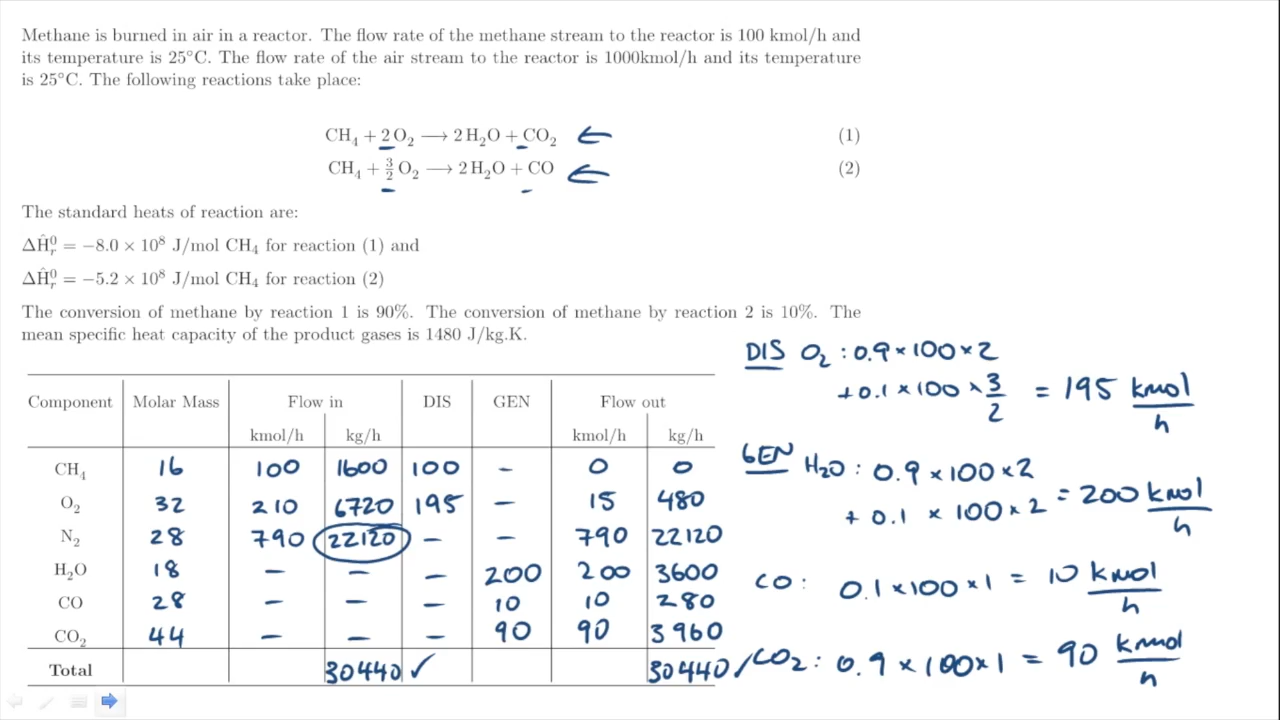 Methane is burned in air in a reactor. The flow rate of the methane stream to the reactor is 100 kmol/h and
its temperature is 25°C. The flow rate of the air stream to the reactor is 1000kmol/h and its temperature
is 25°C. The following reactions take place:
CH₄ + 2 O₂ ⟶ 2 H₂O + CO₂ ← (1)
CH₄ + 3/2 O₂ ⟶ 2 H₂O + CO ← (2)
The standard heats of reaction are:
ΔĤ⁰ᵣ = −8.0 × 10⁸ J/mol CH₄ for reaction (1) and
ΔĤ⁰ᵣ = −5.2 × 10⁸ J/mol CH₄ for reaction (2)
The conversion of methane by reaction 1 is 90%. The conversion of methane by reaction 2 is 10%. The
mean specific heat capacity of the product gases is 1480 J/kg.K.
Component Molar Mass Flow in DIS GEN Flow out
kmol/h kg/h kmol/h kg/h
CH₄ 16 100 1600 100 - 0 0
O₂ 32 210 6720 195 - 15 480
N₂ 28 790 22120 - - 790 22120
H₂O 18 - - - 200 200 3600
CO 28 - - - 10 10 280
CO₂ 44 - - - 90 90 3960
Total 30440 ✓ 30440 ✓
DIS O₂ : 0.9 × 100 × 2
+ 0.1 × 100 × 3/2 = 195 kmol/h
GEN H₂O : 0.9 × 100 × 2
+ 0.1 × 100 × 2 = 200 kmol/h
CO : 0.1 × 100 × 1 = 10 kmol/h
CO₂ : 0.9 × 100 × 1 = 90 kmol/h